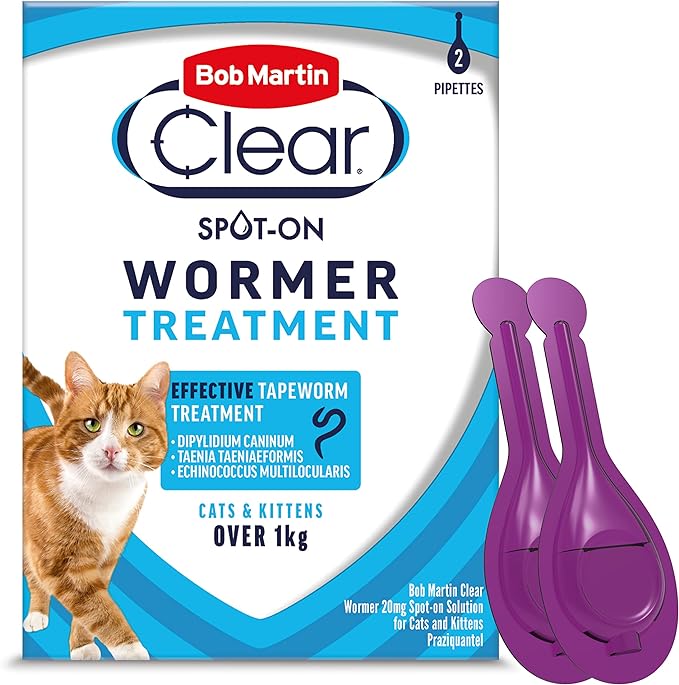 Bob Martin
Clear®
SPOT-ON
WORMER
TREATMENT
2
PIPETTES
EFFECTIVE TAPEWORM
TREATMENT
• DIPYLIDIUM CANINUM
• TAENIA TAENIAEFORMIS
• ECHINOCOCCUS MULTILOCULARIS
CATS & KITTENS
OVER 1kg
Bob Martin Clear
Wormer 20mg Spot-on Solution
for Cats and Kittens
Praziquantel